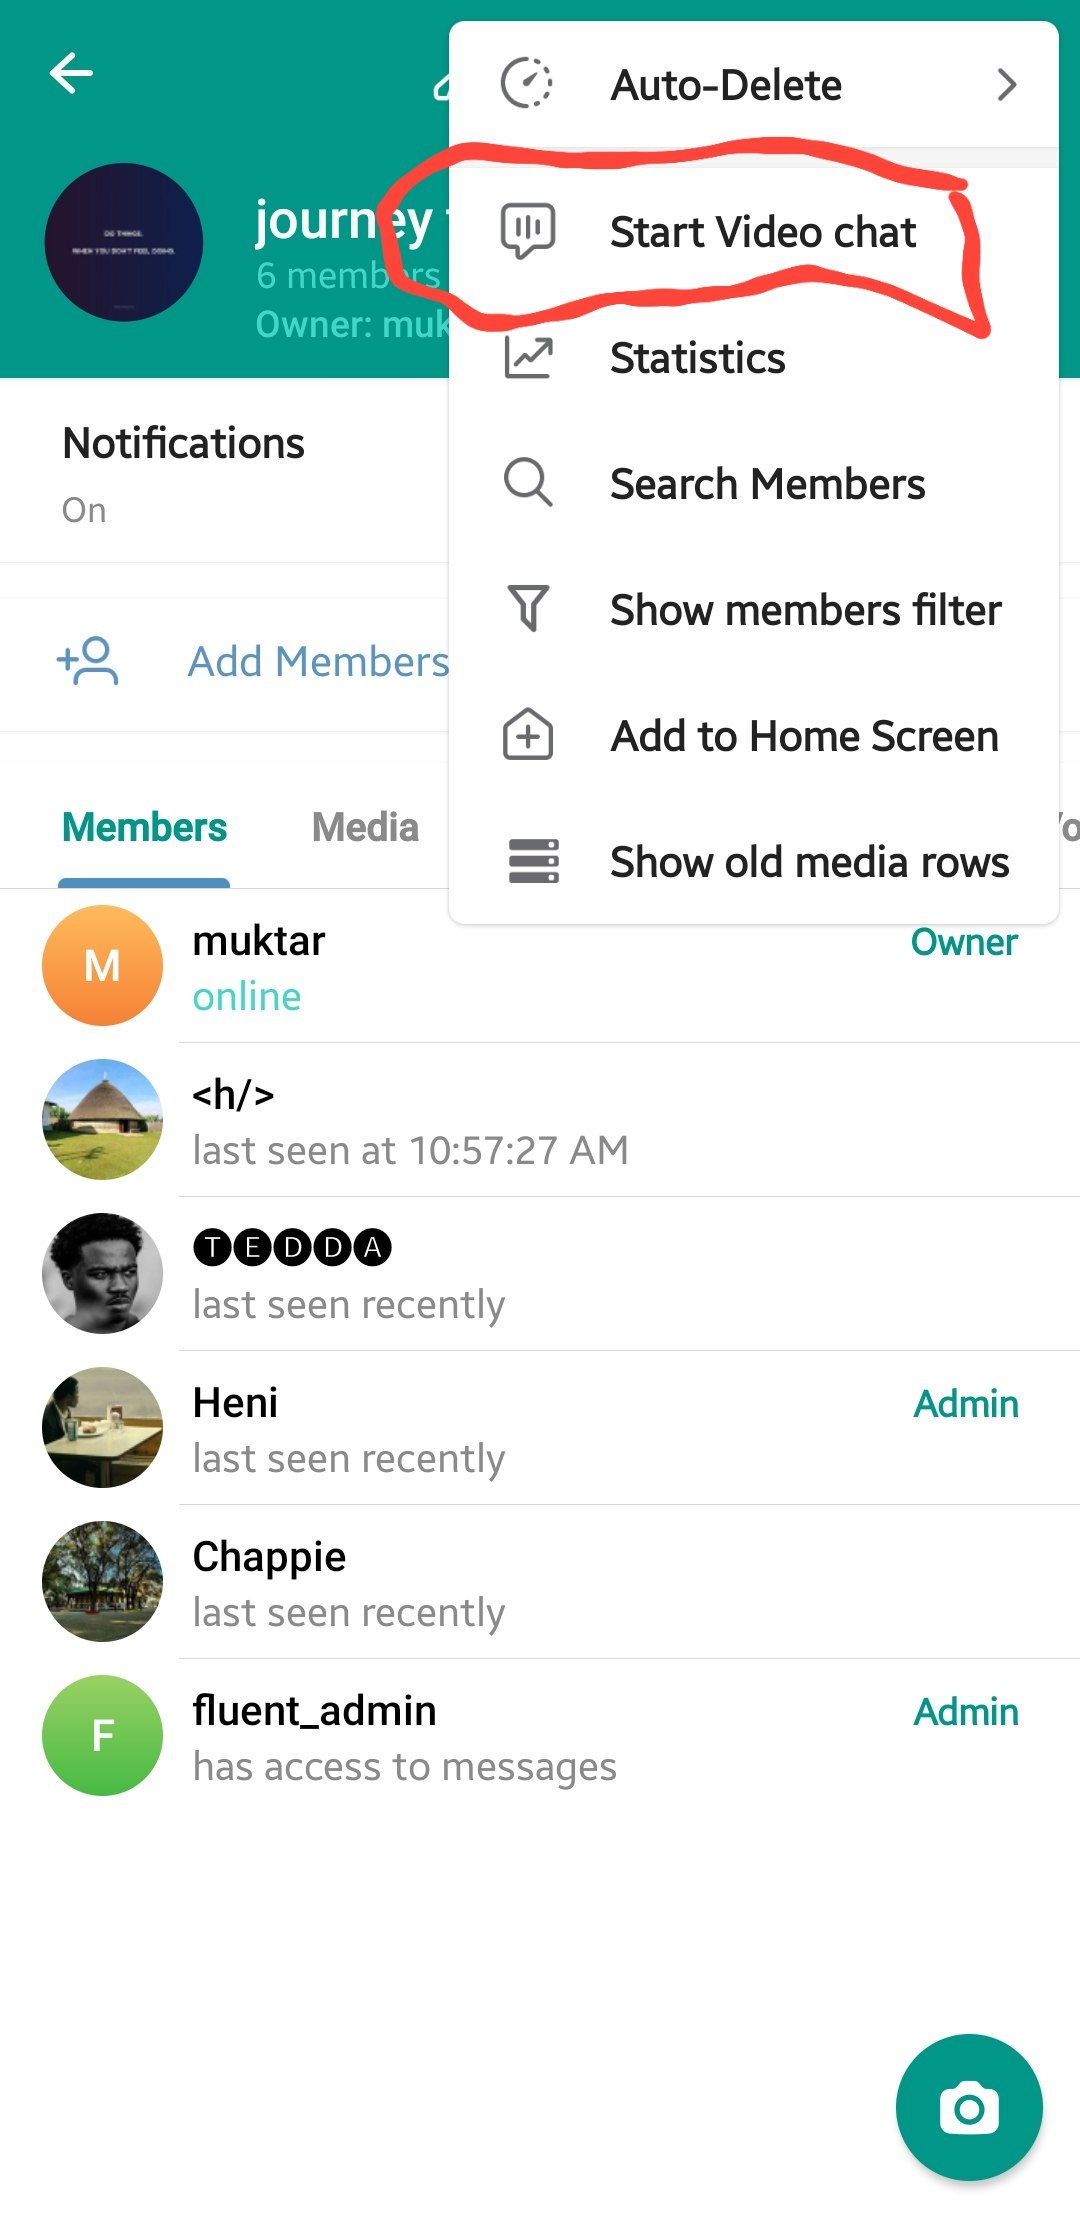 Auto-Delete
journey
6 members
Owner: muk
Start Video chat
Statistics
Search Members
Show members filter
Add to Home Screen
Show old media rows
Notifications
On
Add Members
Members
Media
muktar
Owner
online
<h/>
last seen at 10:57:27 AM
🅣🅔🅓🅓🅐
last seen recently
Heni
Admin
last seen recently
Chappie
last seen recently
fluent_admin
Admin
has access to messages
M
F